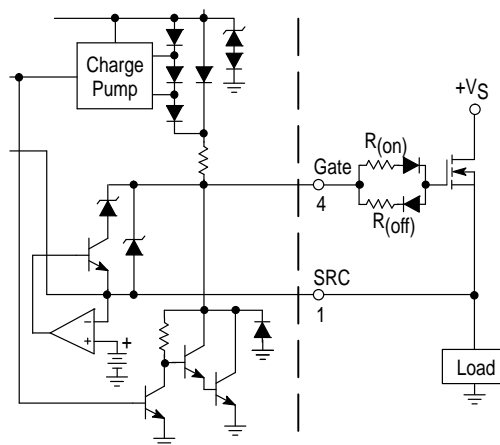 Charge
Pump
+VS
R(on)
Gate
4
R(off)
SRC
1
−
+
+
Load